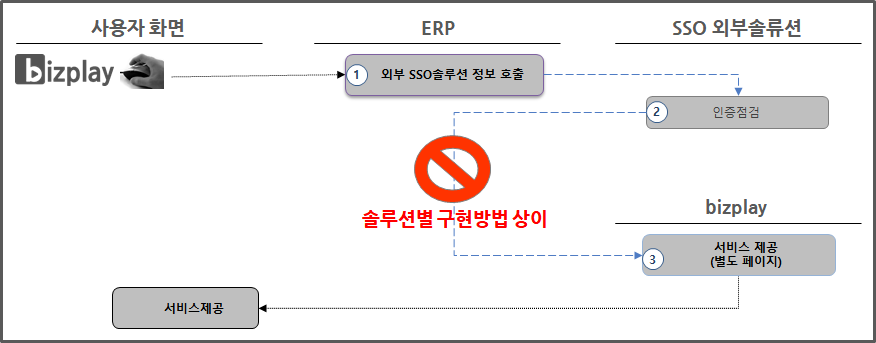 사용자 화면
ERP
SSO 외부솔류션
bizplay
1 외부 SSO솔루션 정보 호출
2 인증점검
솔루션별 구현방법 상이
bizplay
3 서비스 제공
(별도 페이지)
서비스제공